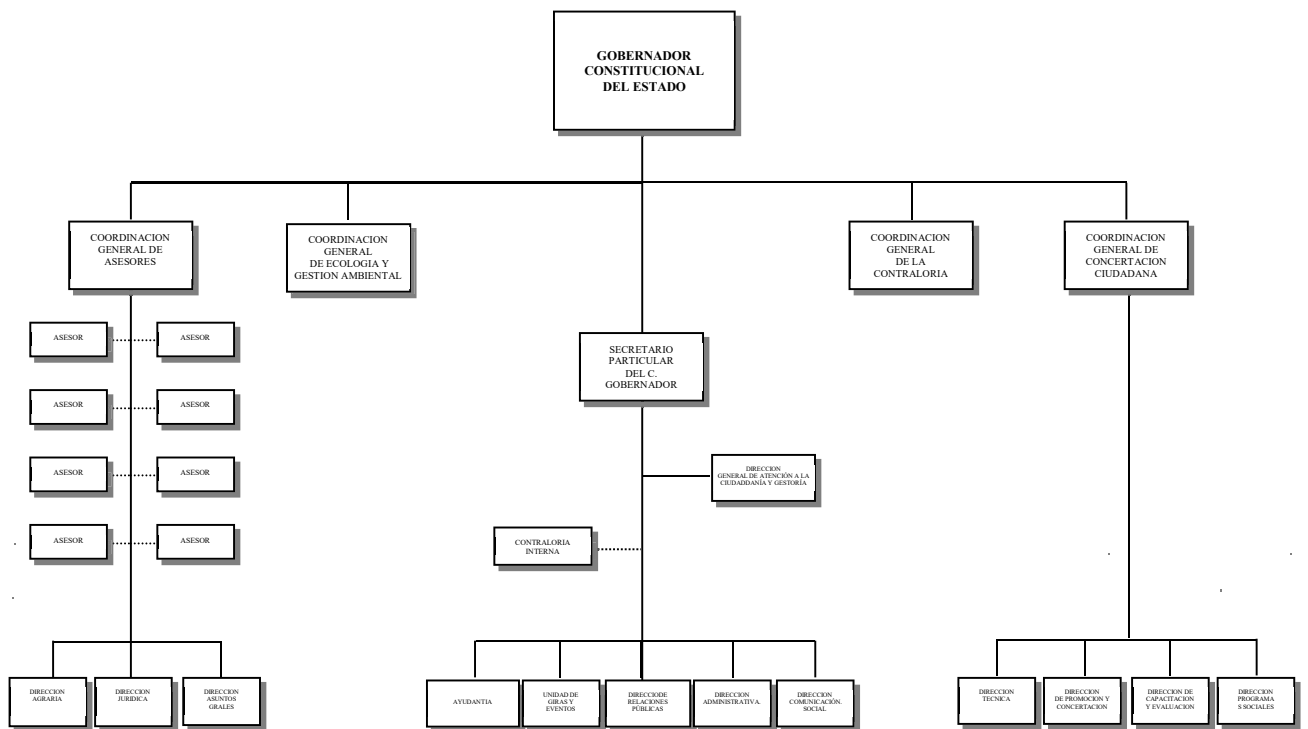 GOBERNADOR
CONSTITUCIONAL
DEL ESTADO
COORDINACION
GENERAL DE
ASESORES
COORDINACION
GENERAL
DE ECOLOGIA Y
GESTION AMBIENTAL
COORDINACION
GENERAL
DE LA
CONTRALORIA
COORDINACION
GENERAL DE
CONCERTACION
CIUDADANA
ASESOR
ASESOR
ASESOR
ASESOR
ASESOR
ASESOR
ASESOR
ASESOR
SECRETARIO
PARTICULAR
DEL C.
GOBERNADOR
DIRECCION
GENERAL DE ATENCIÓN A LA
CIUDADDANÍA Y GESTORÍA
CONTRALORIA
INTERNA
DIRECCION
AGRARIA
DIRECCION
JURIDICA
DIRECCION
ASUNTOS
GRALES
AYUDANTIA
UNIDAD DE
GIRAS Y
EVENTOS
DIRECCIODE
RELACIONES
PÚBLICAS
DIRECCION
ADMINISTRATIVA.
DIRECCION
COMUNICACIÓN.
SOCIAL
DIRECCION
TECNICA
DIRECCION
DE PROMOCION Y
CONCERTACION
DIRECCION DE
CAPACITACION
Y EVALUACION
DIRECCION
PROGRAMA
S SOCIALES